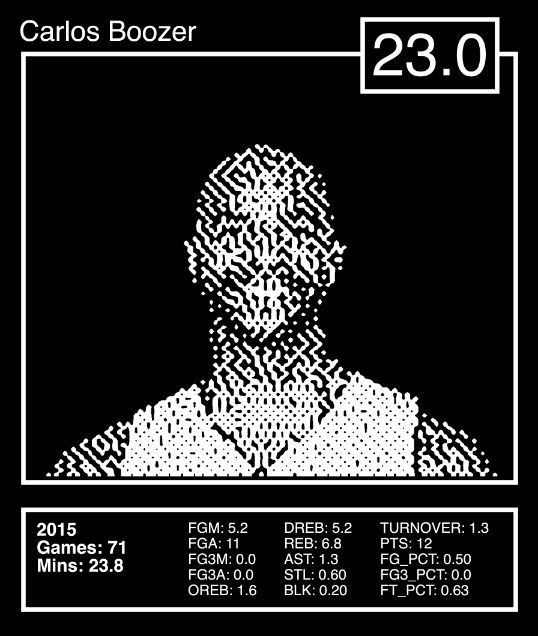 Carlos Boozer
23.0
2015
Games: 71
Mins: 23.8
FGM: 5.2
FGA: 11
FG3M: 0.0
FG3A: 0.0
OREB: 1.6
DREB: 5.2
REB: 6.8
AST: 1.3
STL: 0.60
BLK: 0.20
TURNOVER: 1.3
PTS: 12
FG_PCT: 0.50
FG3_PCT: 0.0
FT_PCT: 0.63